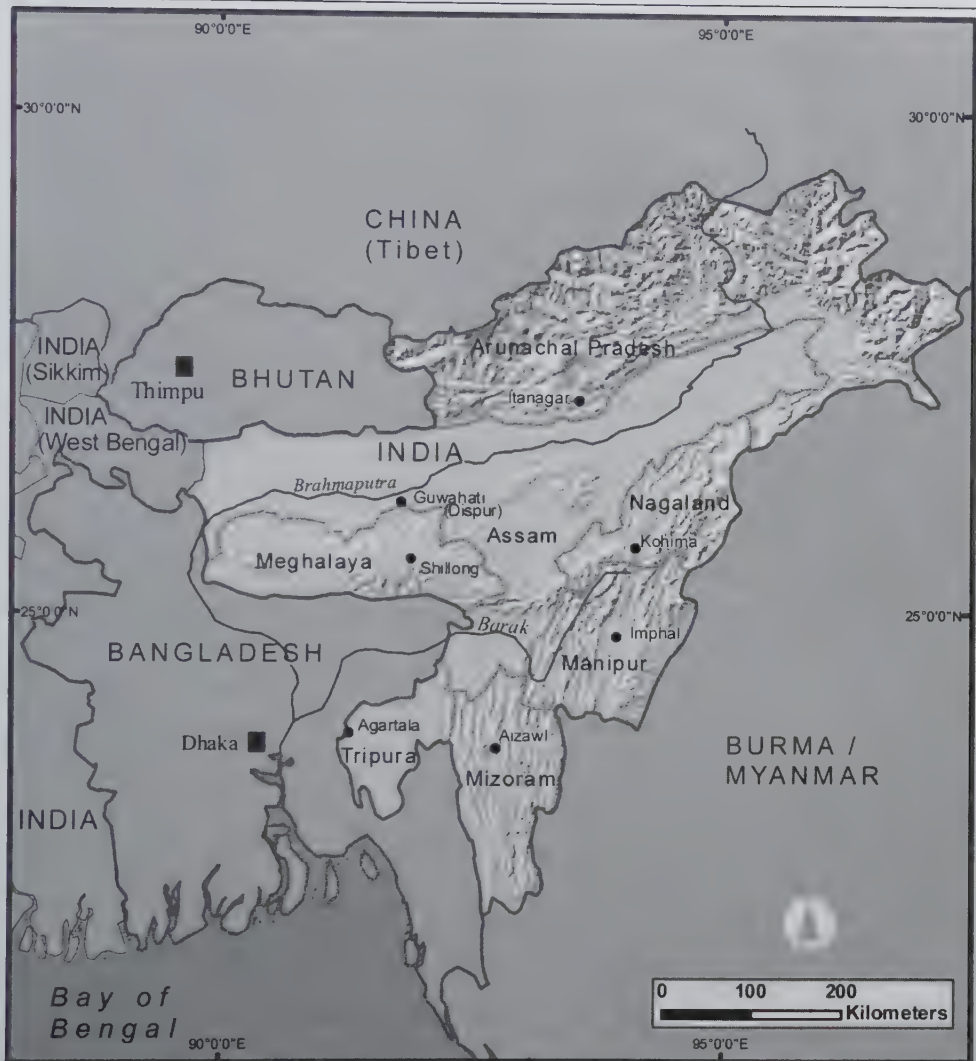 90°0'0"E
95°0'0"E
30°0'0"N
30°0'0"N
CHINA
(Tibet)
Arunachal Pradesh
INDIA
(Sikkim)
Thimpu
BHUTAN
Itanagar
INDIA
(West Bengal)
INDIA
Brahmaputra
Guwahati
(Dispur)
Nagaland
Assam
Kohima
Meghalaya
Shillong
25°0'0"N
25°0'0"N
Barak
Imphal
BANGLADESH
Manipur
Agartala
Aizawl
Dhaka
Tripura
BURMA /
MYANMAR
Mizoram
INDIA
Bay of
Bengal
0 100 200
Kilometers
90°0'0"E
95°0'0"E